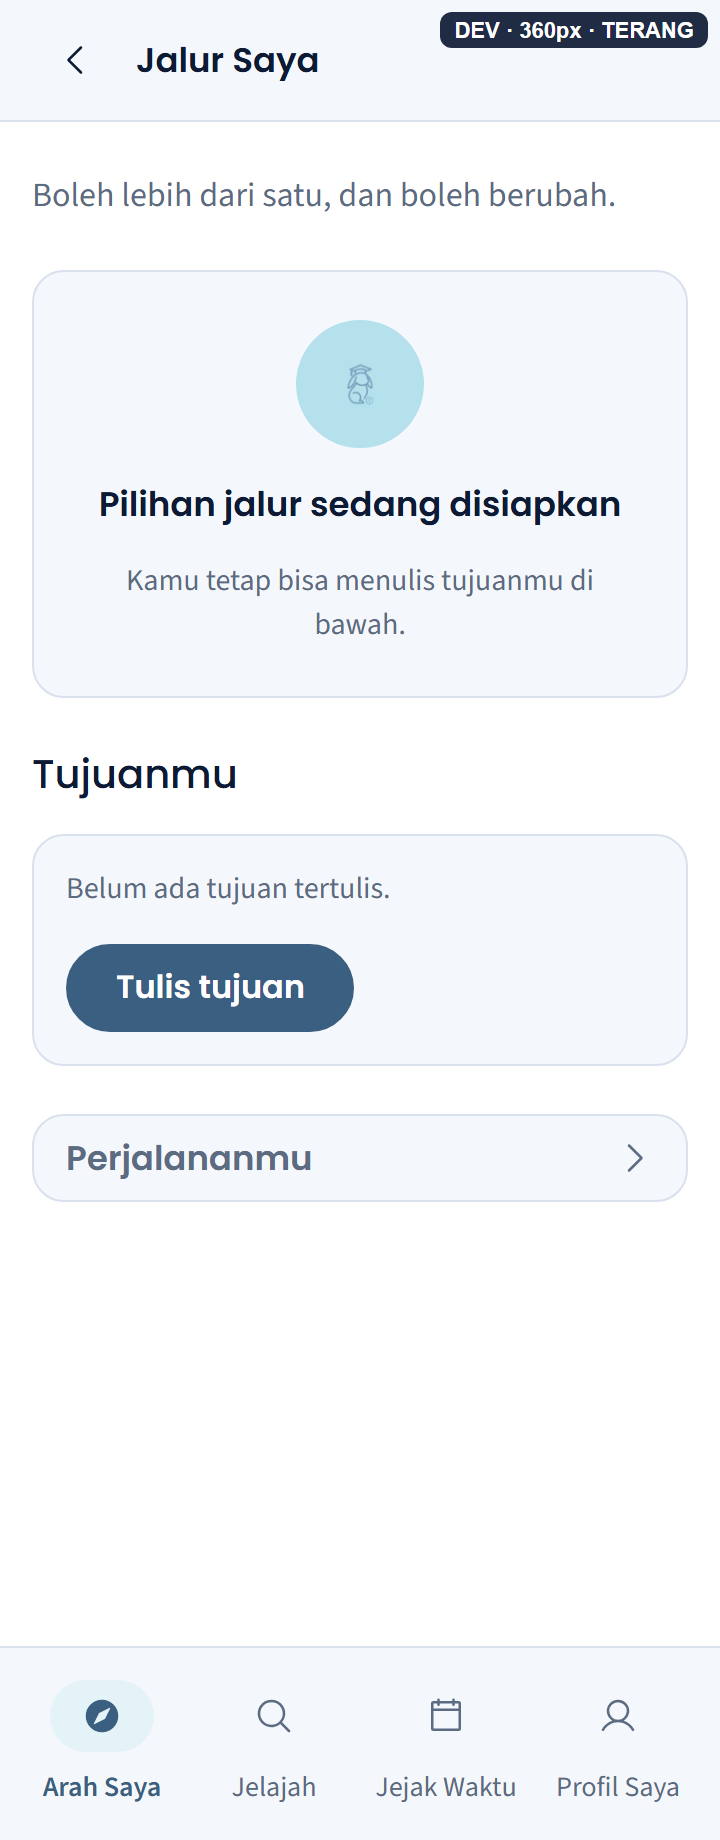 DEV · 360px · TERANG
Jalur Saya
Boleh lebih dari satu, dan boleh berubah.
Pilihan jalur sedang disiapkan
Kamu tetap bisa menulis tujuanmu di
bawah.
Tujuanmu
Belum ada tujuan tertulis.
Tulis tujuan
Perjalananmu
Arah Saya
Jelajah
Jejak Waktu
Profil Saya